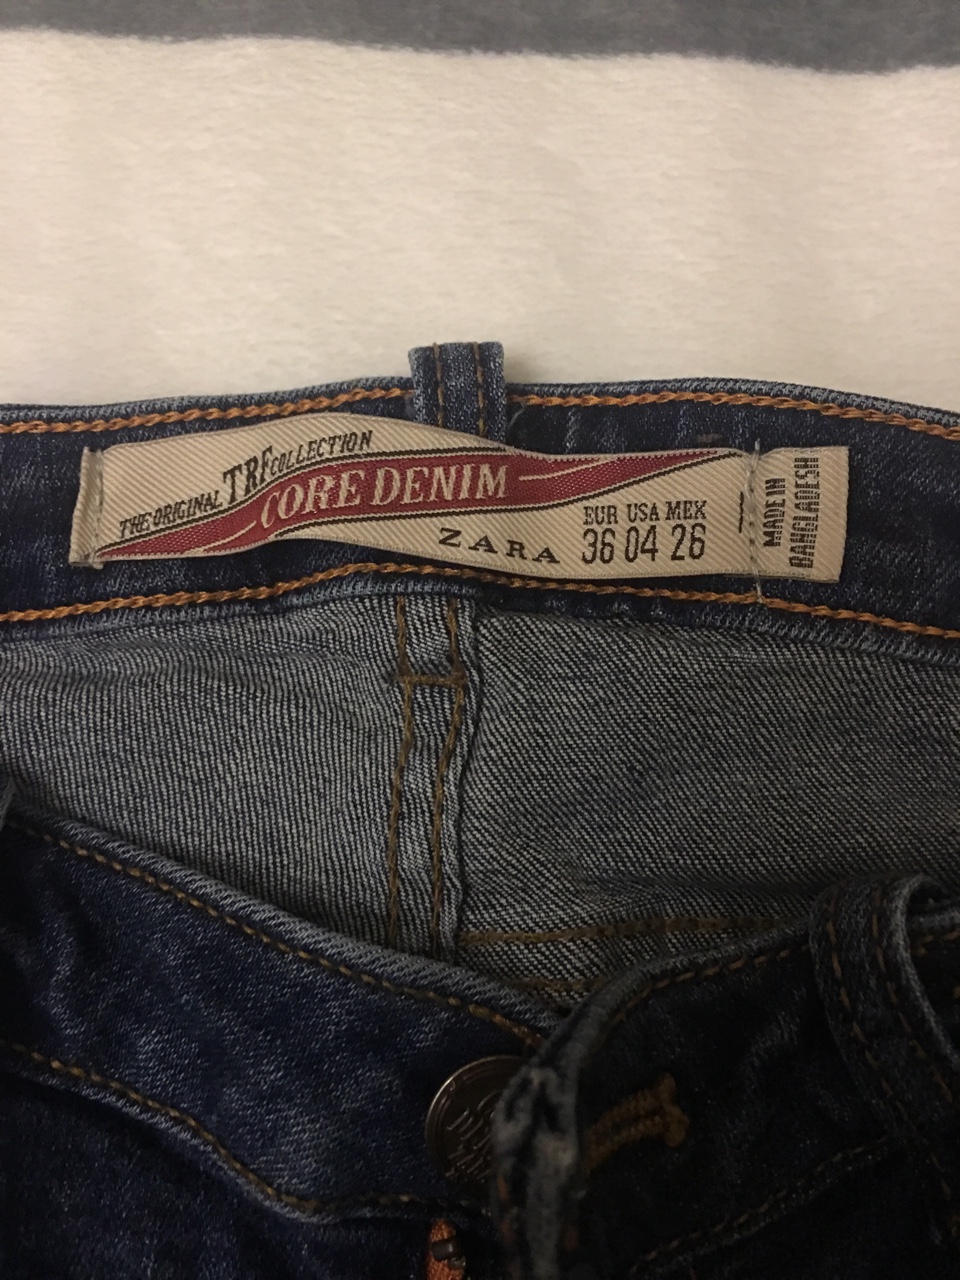 THE ORIGINAL TRF COLLECTION
CORE DENIM
ZARA
EUR USA MEX
36 04 26
MADE IN
BANGLADESH